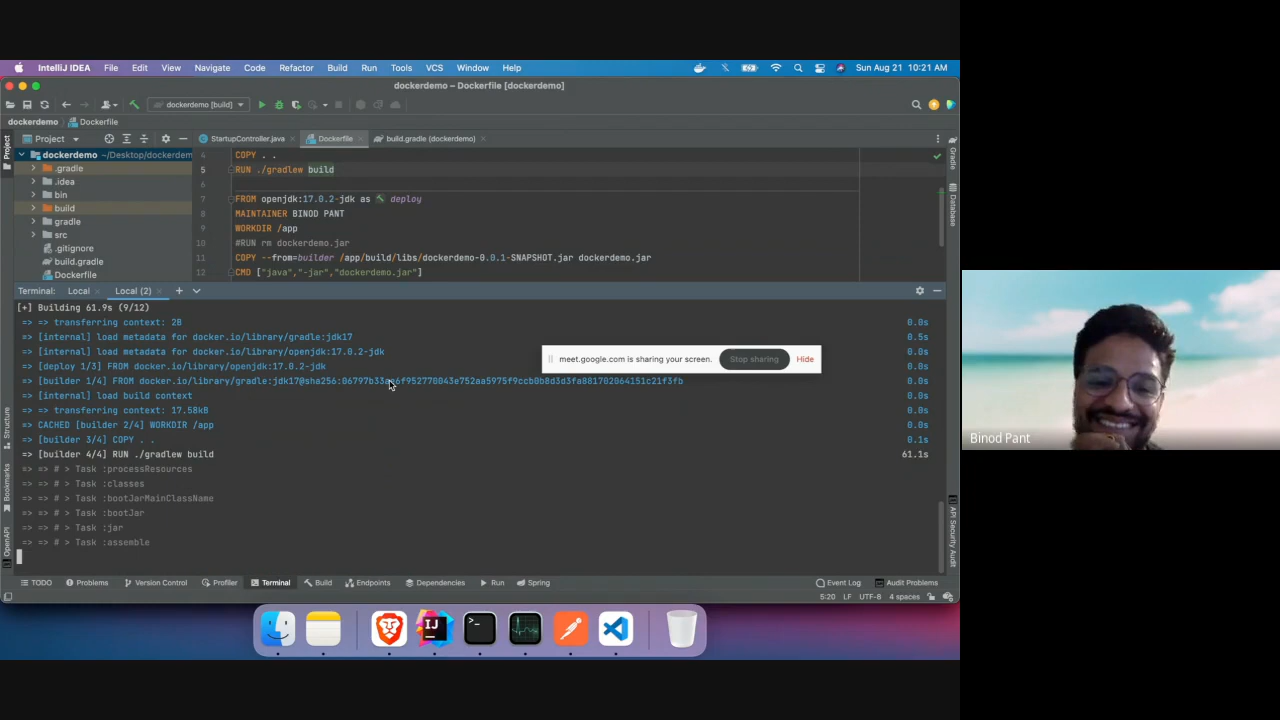 IntelliJ IDEA File Edit View Navigate Code Refactor Build Run Tools VCS Window Help Sun Aug 21 10:21 AM
dockerdemo – Dockerfile [dockerdemo]
dockerdemo [build]
dockerdemo Dockerfile
Project StartupController.java Dockerfile build.gradle (dockerdemo)
dockerdemo ~/Desktop/dockerdem
.gradle
.idea
bin
build
gradle
src
.gitignore
build.gradle
Dockerfile
4 COPY . .
5 RUN ./gradlew build
6
7 FROM openjdk:17.0.2-jdk as deploy
8 MAINTAINER BINOD PANT
9 WORKDIR /app
10 #RUN rm dockerdemo.jar
11 COPY --from=builder /app/build/libs/dockerdemo-0.0.1-SNAPSHOT.jar dockerdemo.jar
12 CMD ["java","-jar","dockerdemo.jar"]
Project
Structure
Bookmarks
OpenAPI
Gradle
Database
API Security Audit
Terminal: Local Local (2)
[+] Building 61.9s (9/12)
=> => transferring context: 2B 0.0s
=> [internal] load metadata for docker.io/library/gradle:jdk17 0.5s
=> [internal] load metadata for docker.io/library/openjdk:17.0.2-jdk
=> [deploy 1/3] FROM docker.io/library/openjdk:17.0.2-jdk
=> [builder 1/4] FROM docker.io/library/gradle:jdk17 0.0s
=> [internal] load build context 0.0s
=> => transferring context: 17.58kB 0.0s
=> CACHED [builder 2/4] WORKDIR /app 0.0s
=> [builder 3/4] COPY . . 0.1s
=> [builder 4/4] RUN ./gradlew build 61.1s
=> => # > Task :processResources
=> => # > Task :classes
=> => # > Task :bootJarMainClassName
=> => # > Task :bootJar
=> => # > Task :jar
=> => # > Task :assemble
meet.google.com is sharing your screen. Stop sharing Hide
TODO Problems Version Control Profiler Terminal Build Endpoints Dependencies Run Spring Event Log Audit Problems
5:20 LF UTF-8 4 spaces
Binod Pant